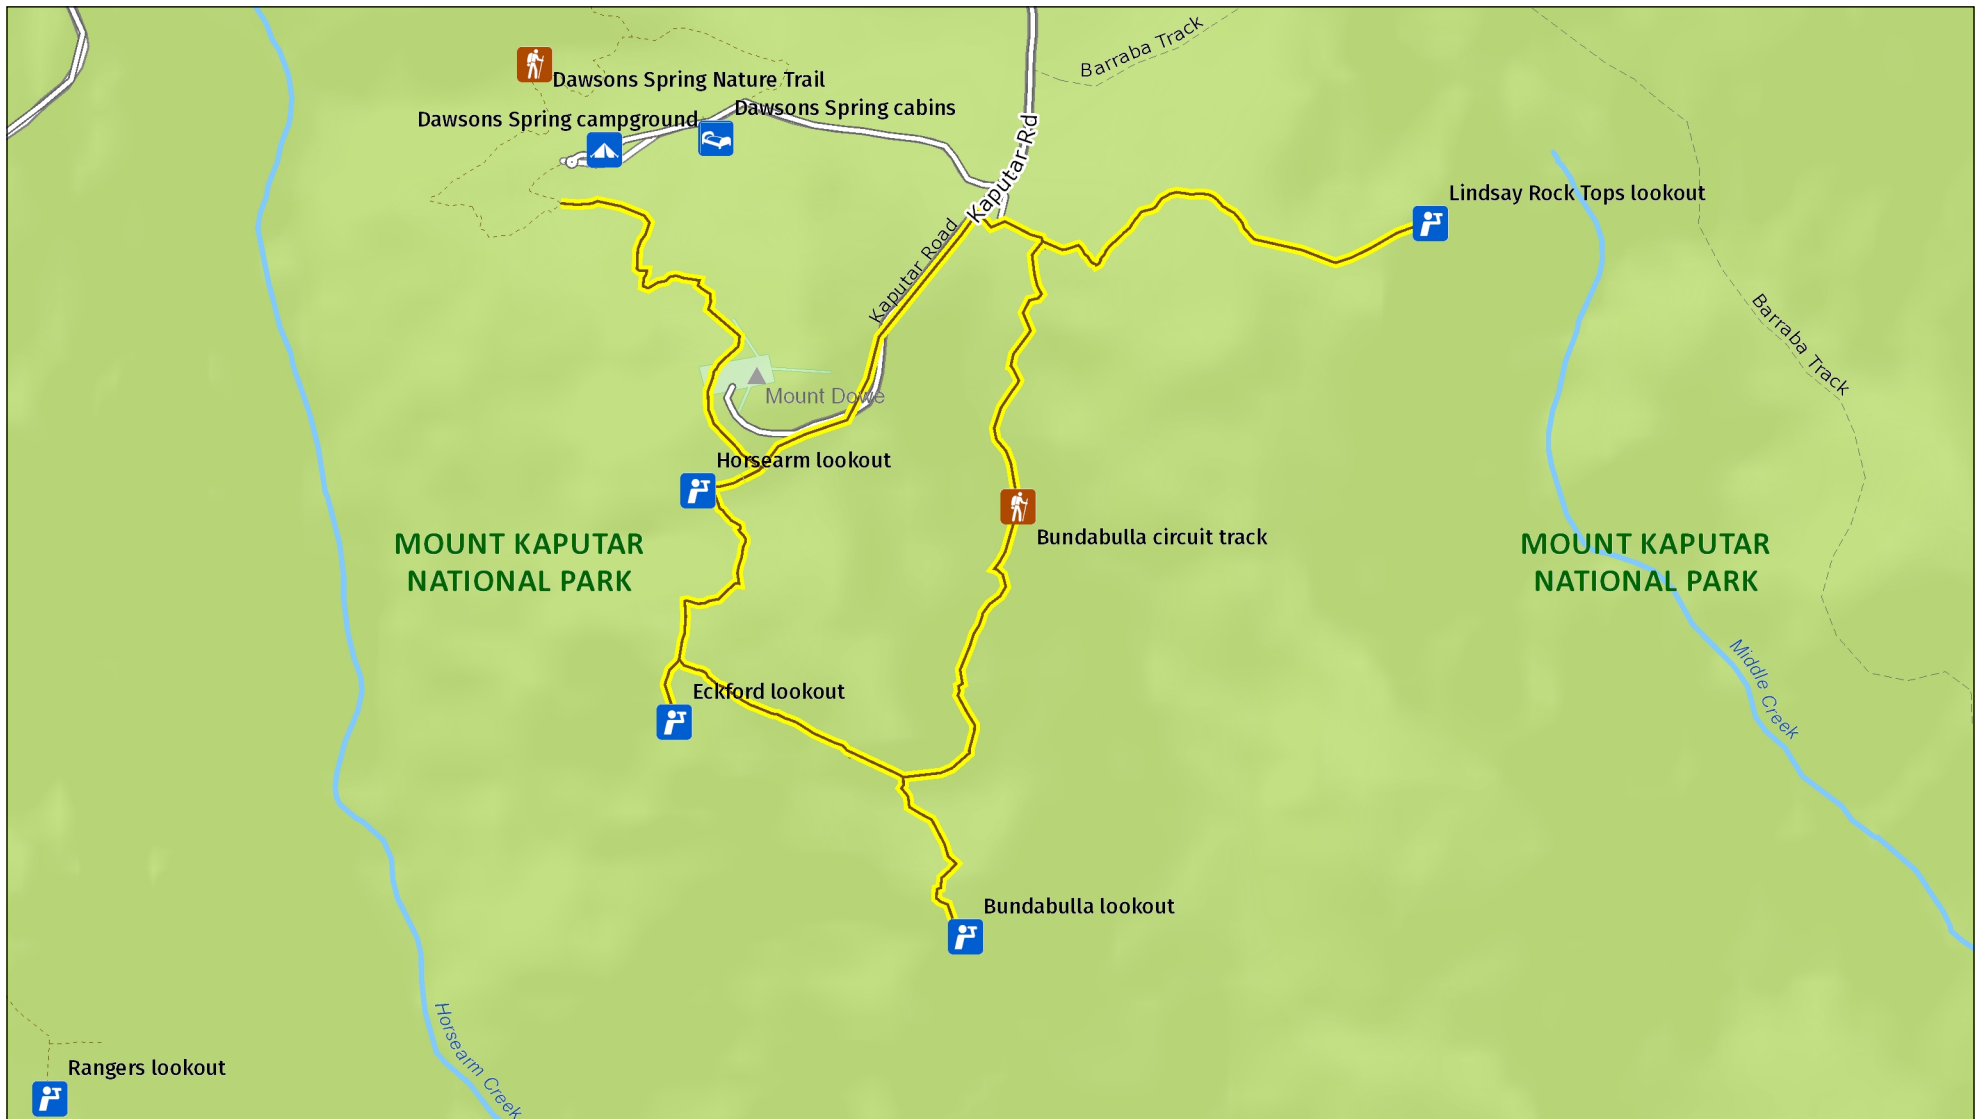 Barraba Track
Dawsons Spring Nature Trail
Dawsons Spring cabins
Dawsons Spring campground
Kaputar Rd
Lindsay Rock Tops lookout
Kaputar Road
Barraba Track
Mount Dowe
Horsearm lookout
Bundabulla circuit track
MOUNT KAPUTAR
NATIONAL PARK
MOUNT KAPUTAR
NATIONAL PARK
Middle Creek
Eckford lookout
Bundabulla lookout
Horsearm Creek
Rangers lookout